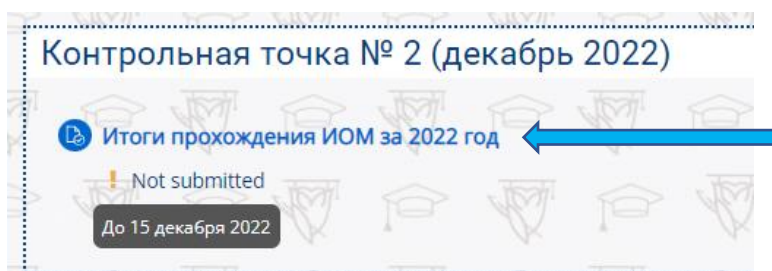 Контрольная точка № 2 (декабрь 2022)
Итоги прохождения ИОМ за 2022 год
! Not submitted
До 15 декабря 2022